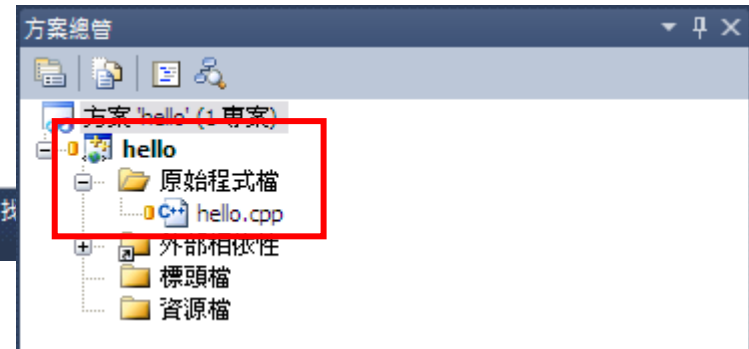 方案總管
方案 'hello' (1 專案)
hello
原始程式檔
找
hello.cpp
外部相依性
標頭檔
資源檔